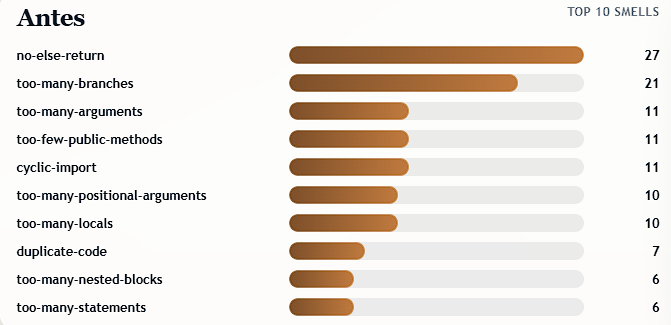 Antes
TOP 10 SMELLS
no-else-return 27
too-many-branches 21
too-many-arguments 11
too-few-public-methods 11
cyclic-import 11
too-many-positional-arguments 10
too-many-locals 10
duplicate-code 7
too-many-nested-blocks 6
too-many-statements 6